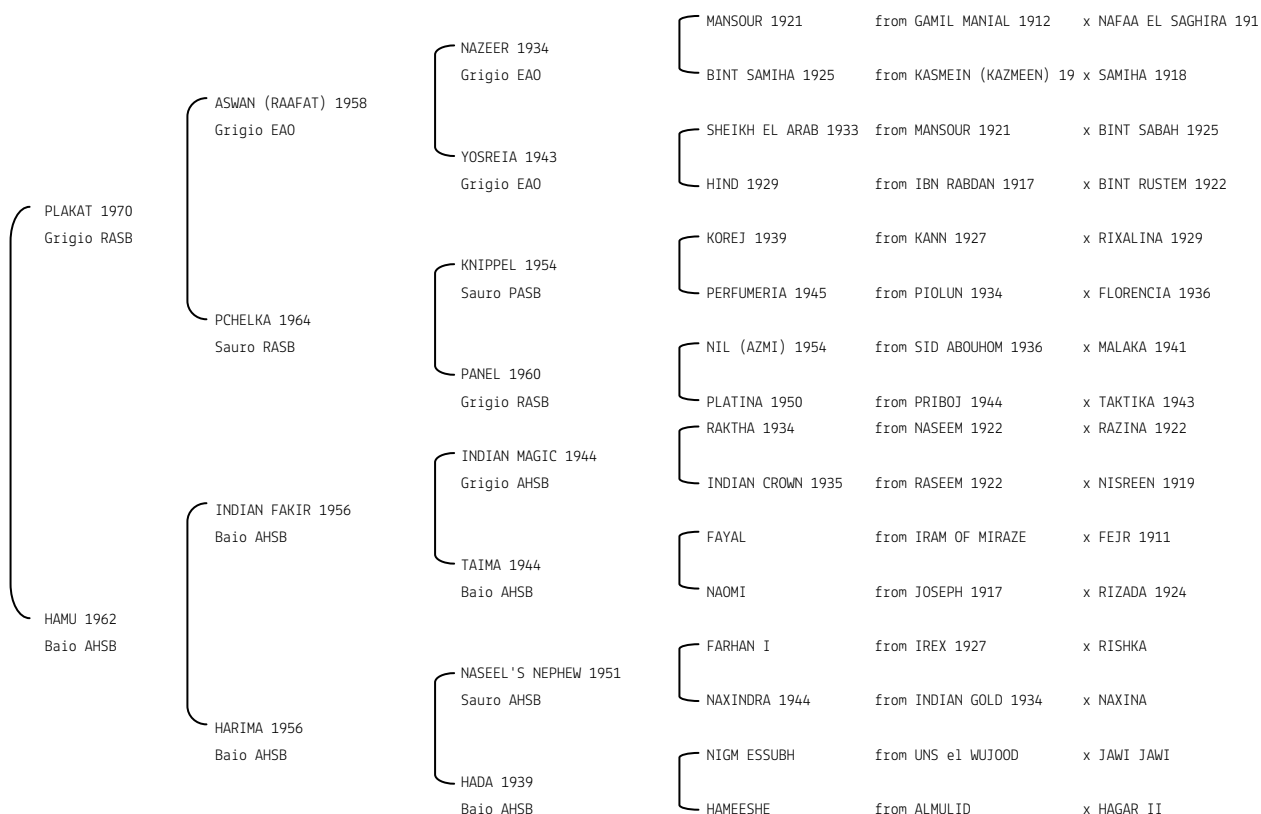 MANSOUR 1921 from GAMIL MANIAL 1912 x NAFAA EL SAGHIRA 191
NAZEER 1934
Grigio EAO BINT SAMIHA 1925 from KASMEIN (KAZMEEN) 19 x SAMIHA 1918
ASWAN (RAAFAT) 1958
Grigio EAO SHEIKH EL ARAB 1933 from MANSOUR 1921 x BINT SABAH 1925
YOSREIA 1943
Grigio EAO HIND 1929 from IBN RABDAN 1917 x BINT RUSTEM 1922
PLAKAT 1970
Grigio RASB KOREJ 1939 from KANN 1927 x RIXALINA 1929
KNIPPEL 1954
Sauro PASB PERFUMERIA 1945 from PIOLUN 1934 x FLORENCIA 1936
PCHELKA 1964
Sauro RASB NIL (AZMI) 1954 from SID ABOUHOM 1936 x MALAKA 1941
PANEL 1960
Grigio RASB PLATINA 1950 from PRIBOJ 1944 x TAKTIKA 1943
RAKTHA 1934 from NASEEM 1922 x RAZINA 1922
INDIAN MAGIC 1944
Grigio AHSB INDIAN CROWN 1935 from RASEEM 1922 x NISREEN 1919
INDIAN FAKIR 1956
Baio AHSB FAYAL from IRAM OF MIRAZE x FEJR 1911
TAIMA 1944
Baio AHSB NAOMI from JOSEPH 1917 x RIZADA 1924
HAMU 1962
Baio AHSB FARHAN I from IREX 1927 x RISHKA
NASEEL'S NEPHEW 1951
Sauro AHSB NAXINDRA 1944 from INDIAN GOLD 1934 x NAXINA
HARIMA 1956
Baio AHSB NIGM ESSUBH from UNS el WUJOOD x JAWI JAWI
HADA 1939
Baio AHSB HAMEESHE from ALMULID x HAGAR II